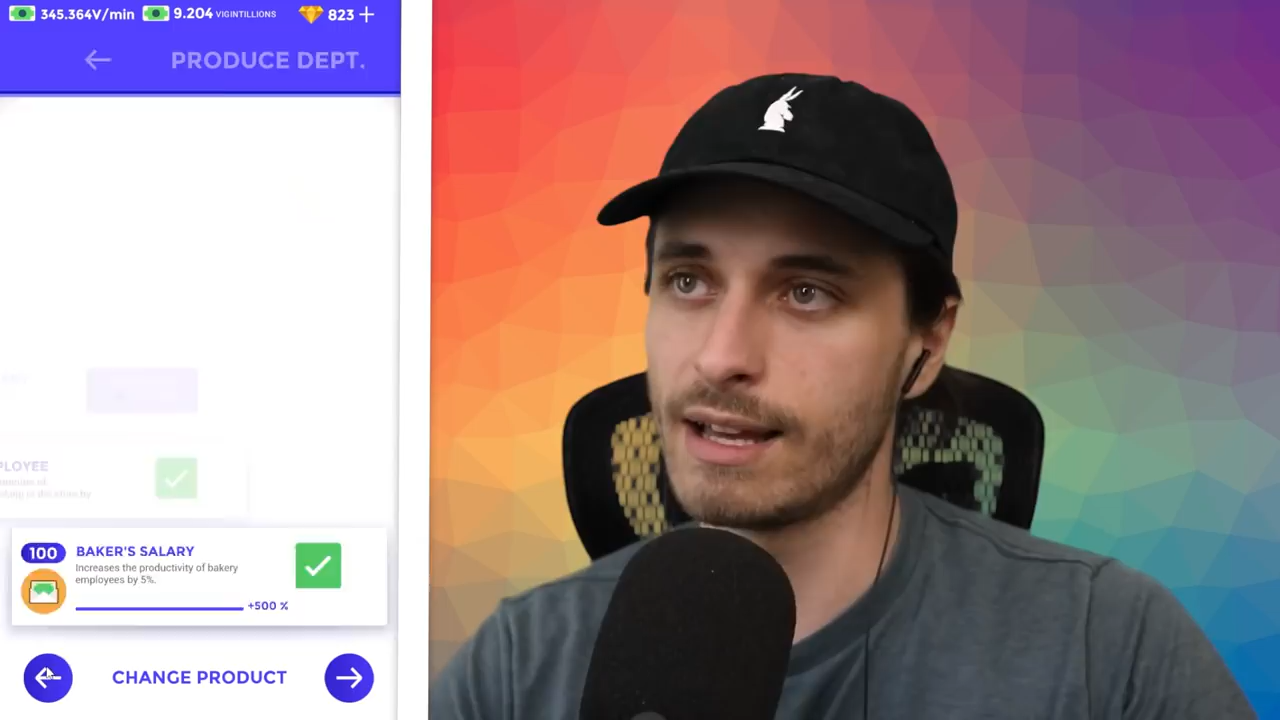 345.364V/min 9.204 VIGINTILLIONS 823
PRODUCE DEPT.
PLOYEE
100 BAKER'S SALARY
Increases the productivity of bakery
employees by 5%.
+500 %
CHANGE PRODUCT